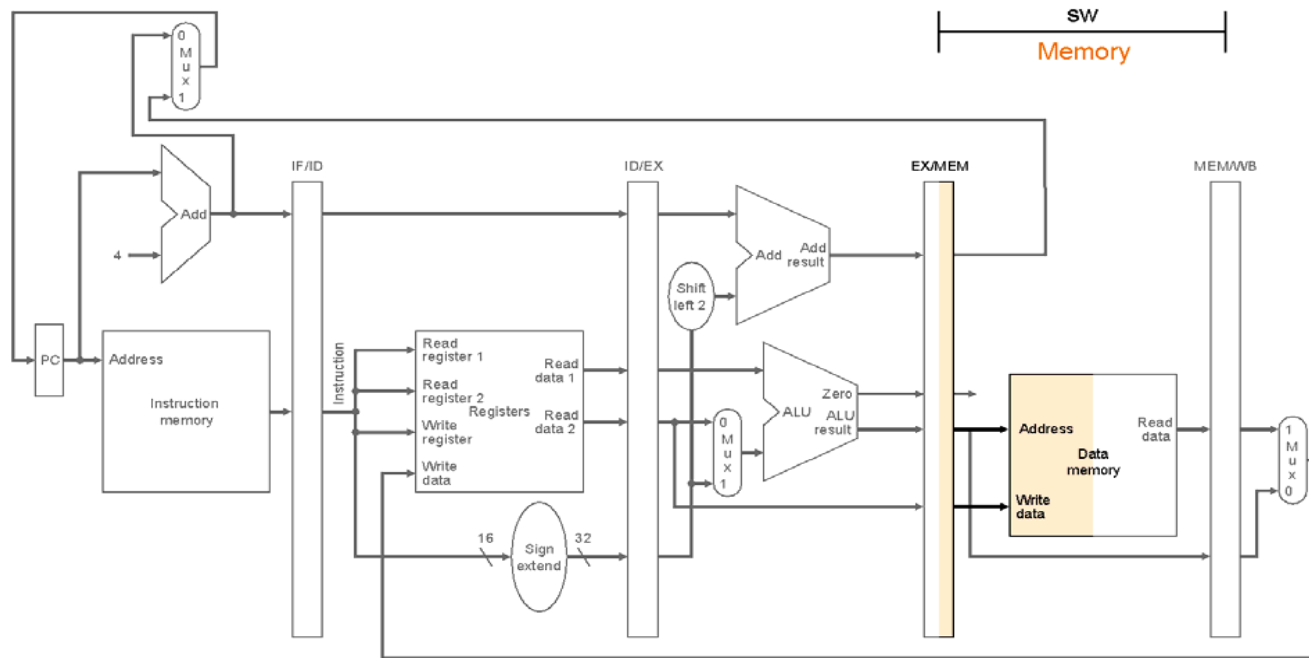 SW
Memory
0
M
u
x
1
IF/ID
ID/EX
EX/MEM
MEM/WB
Add
4
Add
Add
result
Shift
left 2
PC
Address
Instruction
memory
Instruction
Read
register 1
Read
register 2
Write
register
Write
data
Registers
Read
data 1
Read
data 2
0
M
u
x
1
Zero
ALU
ALU
result
Address
Read
data
Data
memory
Write
data
1
M
u
x
0
16
Sign
extend
32